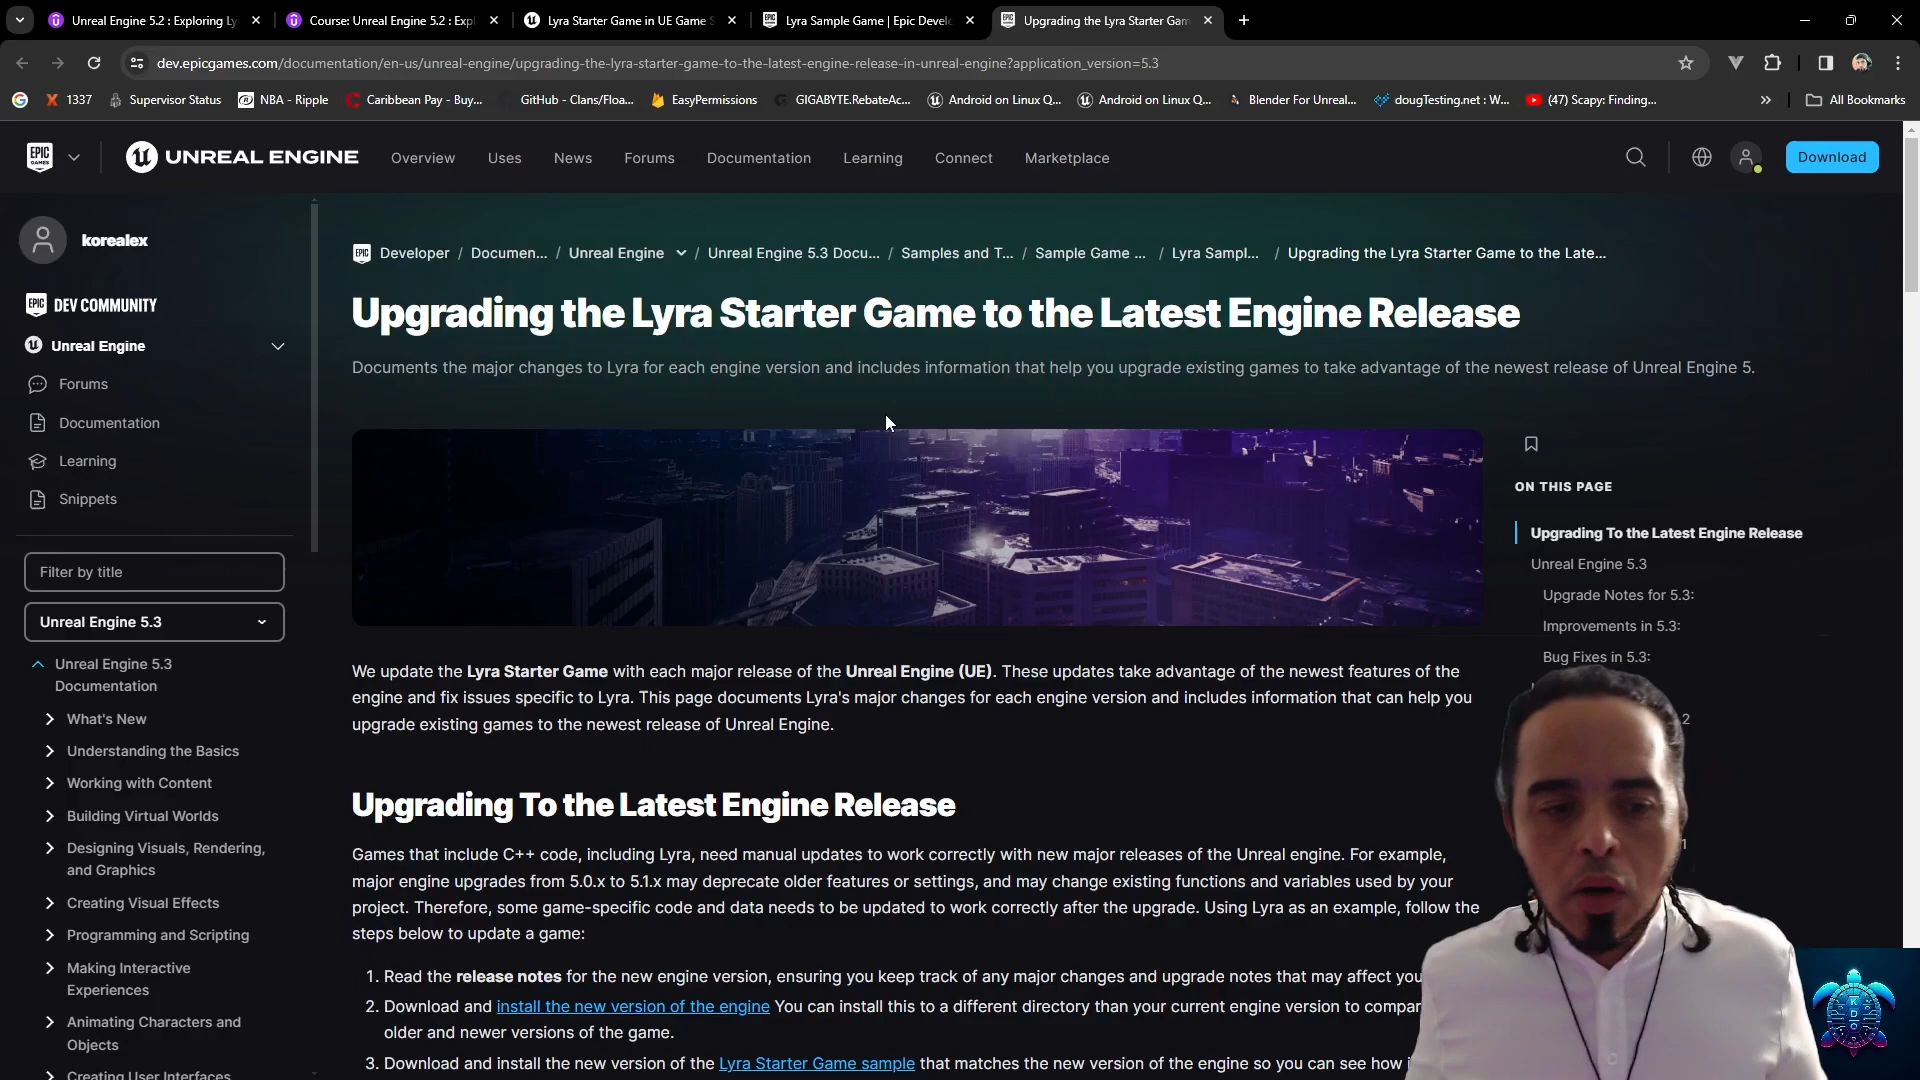 Unreal Engine 5.2 : Exploring Ly
Course: Unreal Engine 5.2 : Expl
Lyra Starter Game in UE Game S
Lyra Sample Game | Epic Develo
Upgrading the Lyra Starter Gam
dev.epicgames.com/documentation/en-us/unreal-engine/upgrading-the-lyra-starter-game-to-the-latest-engine-release-in-unreal-engine?application_version=5.3
1337
Supervisor Status
NBA - Ripple
Caribbean Pay - Buy...
GitHub - Clans/Floa...
EasyPermissions
GIGABYTE.RebateAc...
Android on Linux Q...
Android on Linux Q...
Blender For Unreal...
dougTesting.net : W...
(47) Scapy: Finding...
All Bookmarks
EPIC GAMES
UNREAL ENGINE
Overview
Uses
News
Forums
Documentation
Learning
Connect
Marketplace
Download
korealex
EPIC DEV COMMUNITY
Unreal Engine
Forums
Documentation
Learning
Snippets
Filter by title
Unreal Engine 5.3
Unreal Engine 5.3
Documentation
What's New
Understanding the Basics
Working with Content
Building Virtual Worlds
Designing Visuals, Rendering,
and Graphics
Creating Visual Effects
Programming and Scripting
Making Interactive
Experiences
Animating Characters and
Objects
Creating User Interfaces
EPIC Developer / Documen... / Unreal Engine / Unreal Engine 5.3 Docu... / Samples and T... / Sample Game ... / Lyra Sampl... / Upgrading the Lyra Starter Game to the Late...
Upgrading the Lyra Starter Game to the Latest Engine Release
Documents the major changes to Lyra for each engine version and includes information that help you upgrade existing games to take advantage of the newest release of Unreal Engine 5.
We update the Lyra Starter Game with each major release of the Unreal Engine (UE). These updates take advantage of the newest features of the
engine and fix issues specific to Lyra. This page documents Lyra's major changes for each engine version and includes information that can help you
upgrade existing games to the newest release of Unreal Engine.
Upgrading To the Latest Engine Release
Games that include C++ code, including Lyra, need manual updates to work correctly with new major releases of the Unreal engine. For example,
major engine upgrades from 5.0.x to 5.1.x may deprecate older features or settings, and may change existing functions and variables used by your
project. Therefore, some game-specific code and data needs to be updated to work correctly after the upgrade. Using Lyra as an example, follow the
steps below to update a game:
1. Read the release notes for the new engine version, ensuring you keep track of any major changes and upgrade notes that may affect you
2. Download and install the new version of the engine You can install this to a different directory than your current engine version to compar
older and newer versions of the game.
3. Download and install the new version of the Lyra Starter Game sample that matches the new version of the engine so you can see how i
ON THIS PAGE
Upgrading To the Latest Engine Release
Unreal Engine 5.3
Upgrade Notes for 5.3:
Improvements in 5.3:
Bug Fixes in 5.3:
2
1